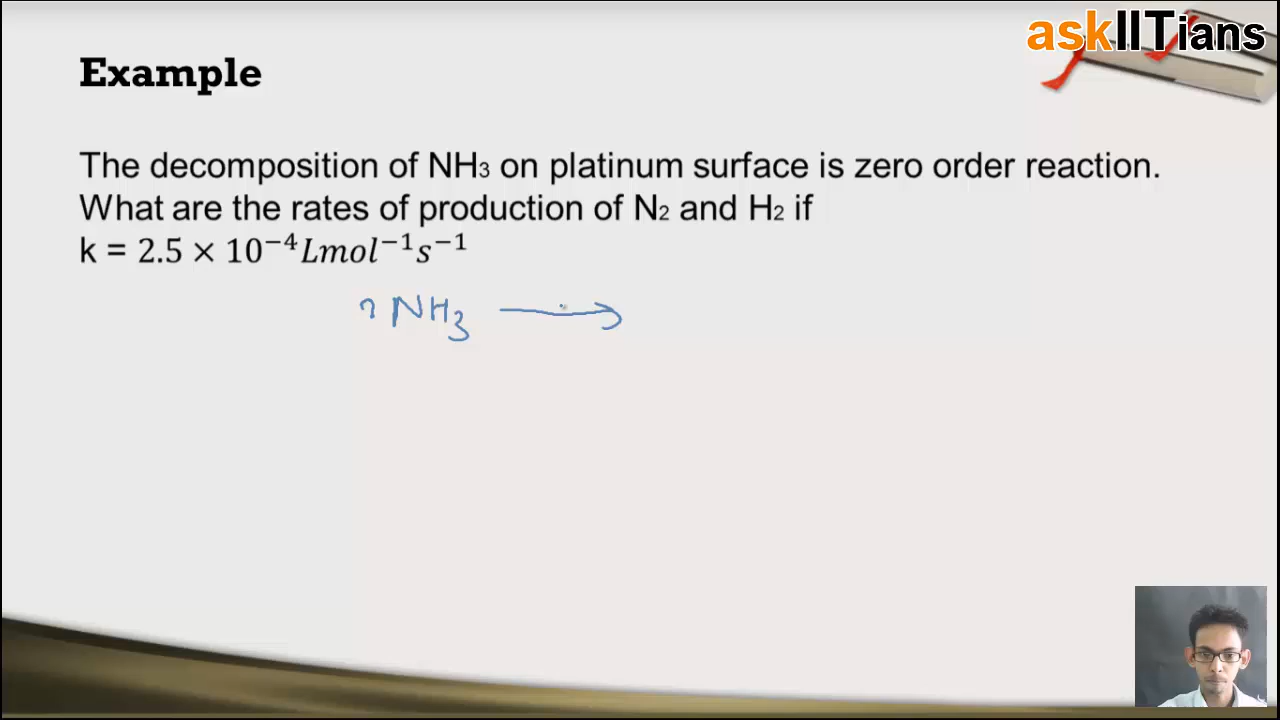 askIITians
Example
The decomposition of NH3 on platinum surface is zero order reaction.
What are the rates of production of N2 and H2 if
k = 2.5 × 10⁻⁴ Lmol⁻¹s⁻¹
2 NH3 ⟶